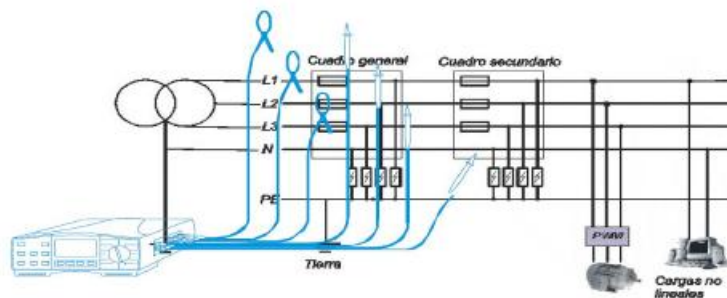 Cuadro general
Cuadro secundario
L1
L2
L3
N
PE
Tierra
PWM
Cargas no
lineales